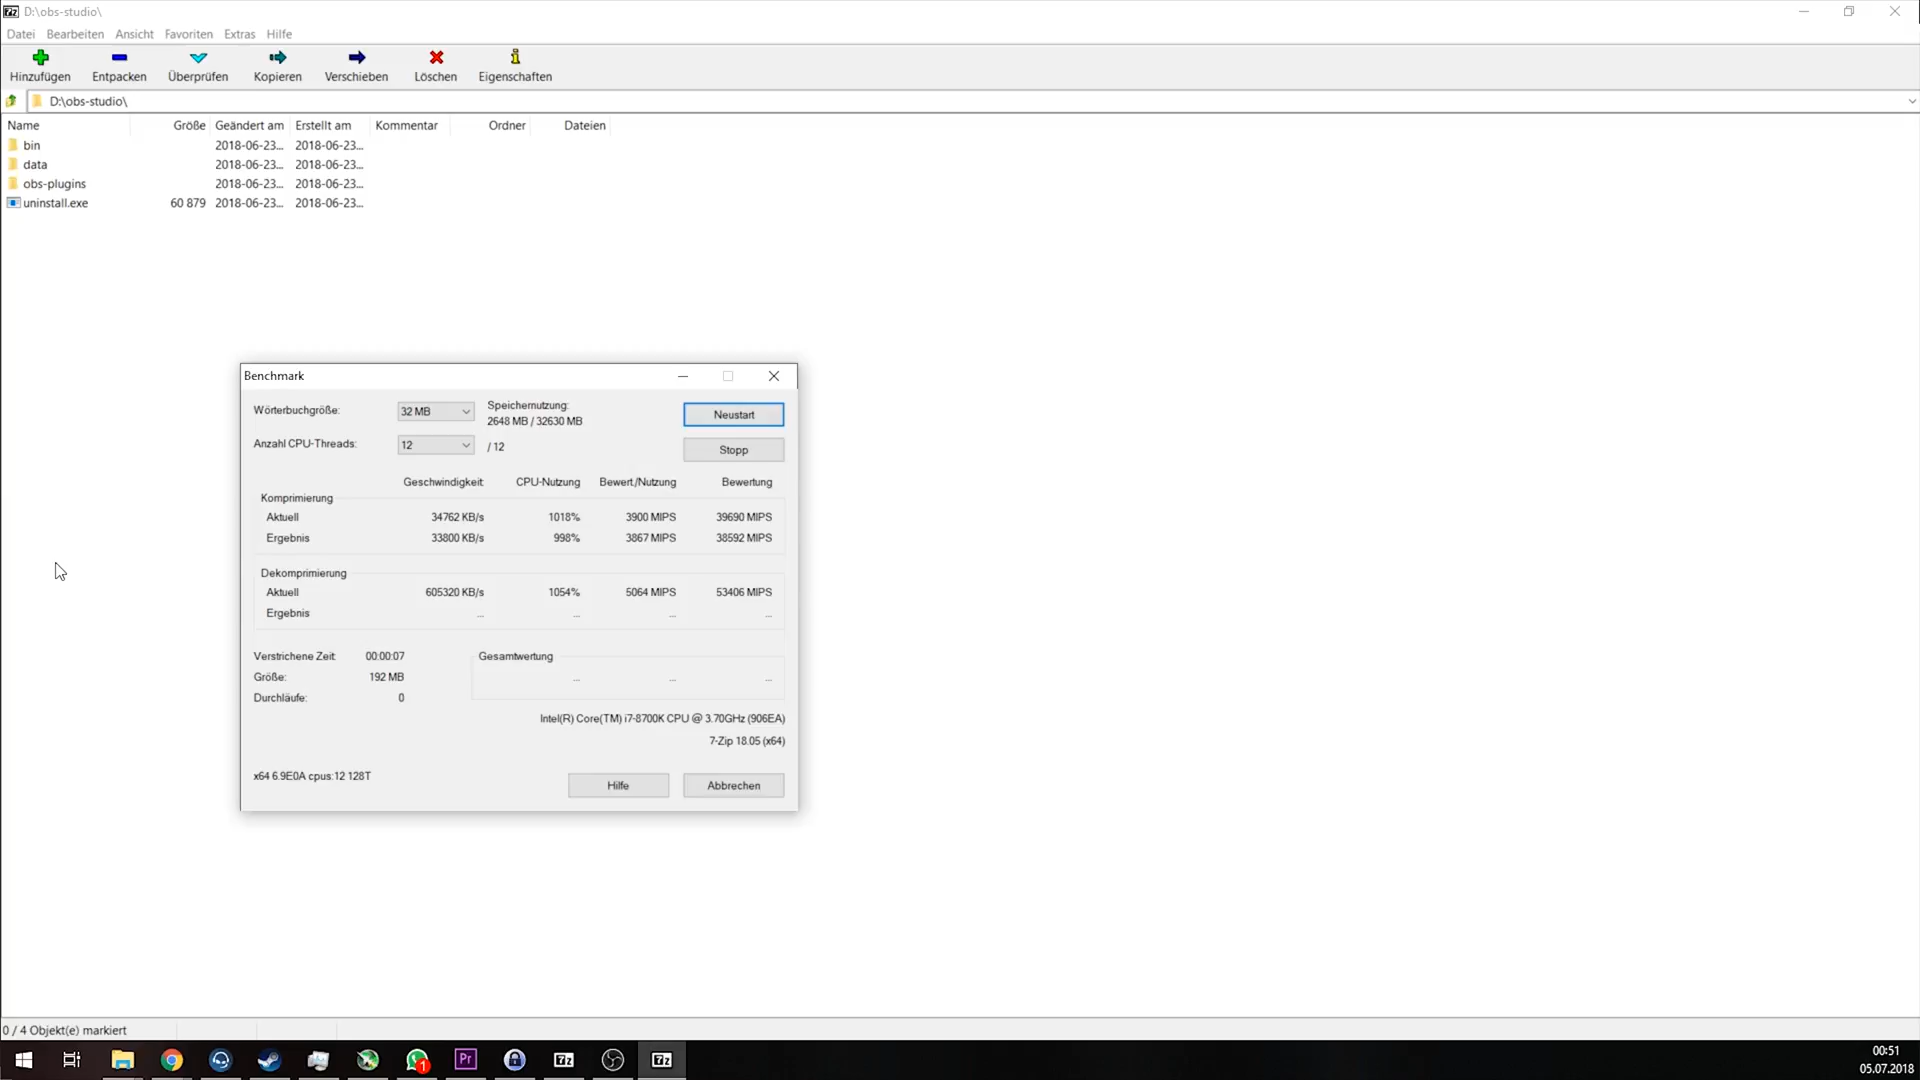 D:\obs-studio\
Datei Bearbeiten Ansicht Favoriten Extras Hilfe
Hinzufügen Entpacken Überprüfen Kopieren Verschieben Löschen Eigenschaften
D:\obs-studio\
Name Größe Geändert am Erstellt am Kommentar Ordner Dateien
bin 2018-06-23... 2018-06-23...
data 2018-06-23... 2018-06-23...
obs-plugins 2018-06-23... 2018-06-23...
uninstall.exe 60 879 2018-06-23... 2018-06-23...
Benchmark
Wörterbuchgröße: 32 MB Speichernutzung: Neustart
2648 MB / 32630 MB
Anzahl CPU-Threads: 12 / 12 Stopp
Geschwindigkeit CPU-Nutzung Bewert./Nutzung Bewertung
Komprimierung
Aktuell 34762 KB/s 1018% 3900 MIPS 39690 MIPS
Ergebnis 33800 KB/s 998% 3867 MIPS 38592 MIPS
Dekomprimierung
Aktuell 605320 KB/s 1054% 5064 MIPS 53406 MIPS
Ergebnis ... ... ... ...
Verstrichene Zeit: 00:00:07 Gesamtwertung
Größe: 192 MB ... ... ...
Durchläufe: 0
Intel(R) Core(TM) i7-8700K CPU @ 3.70GHz (906EA)
7-Zip 18.05 (x64)
x64 6.9E0A cpus:12 128T
Hilfe Abbrechen
0 / 4 Objekt(e) markiert
1 Pr 7z 7z
00:51
05.07.2018